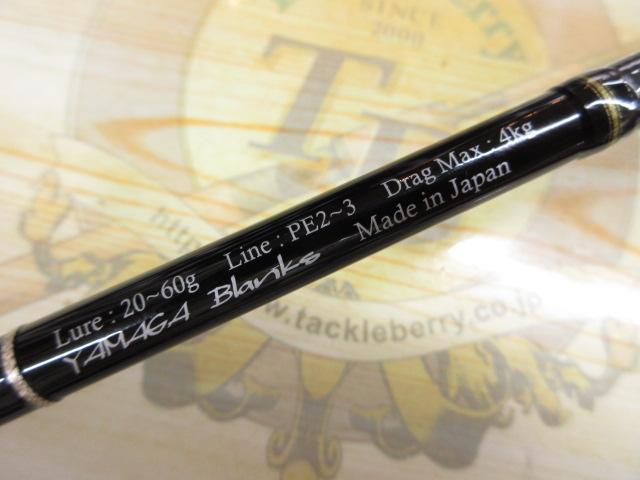 SINCE
2000
Lure : 20~60g Line : PE2~3 Drag Max : 4kg
YAMAGA Blanks Made in Japan
www.tackleberry.co.jp